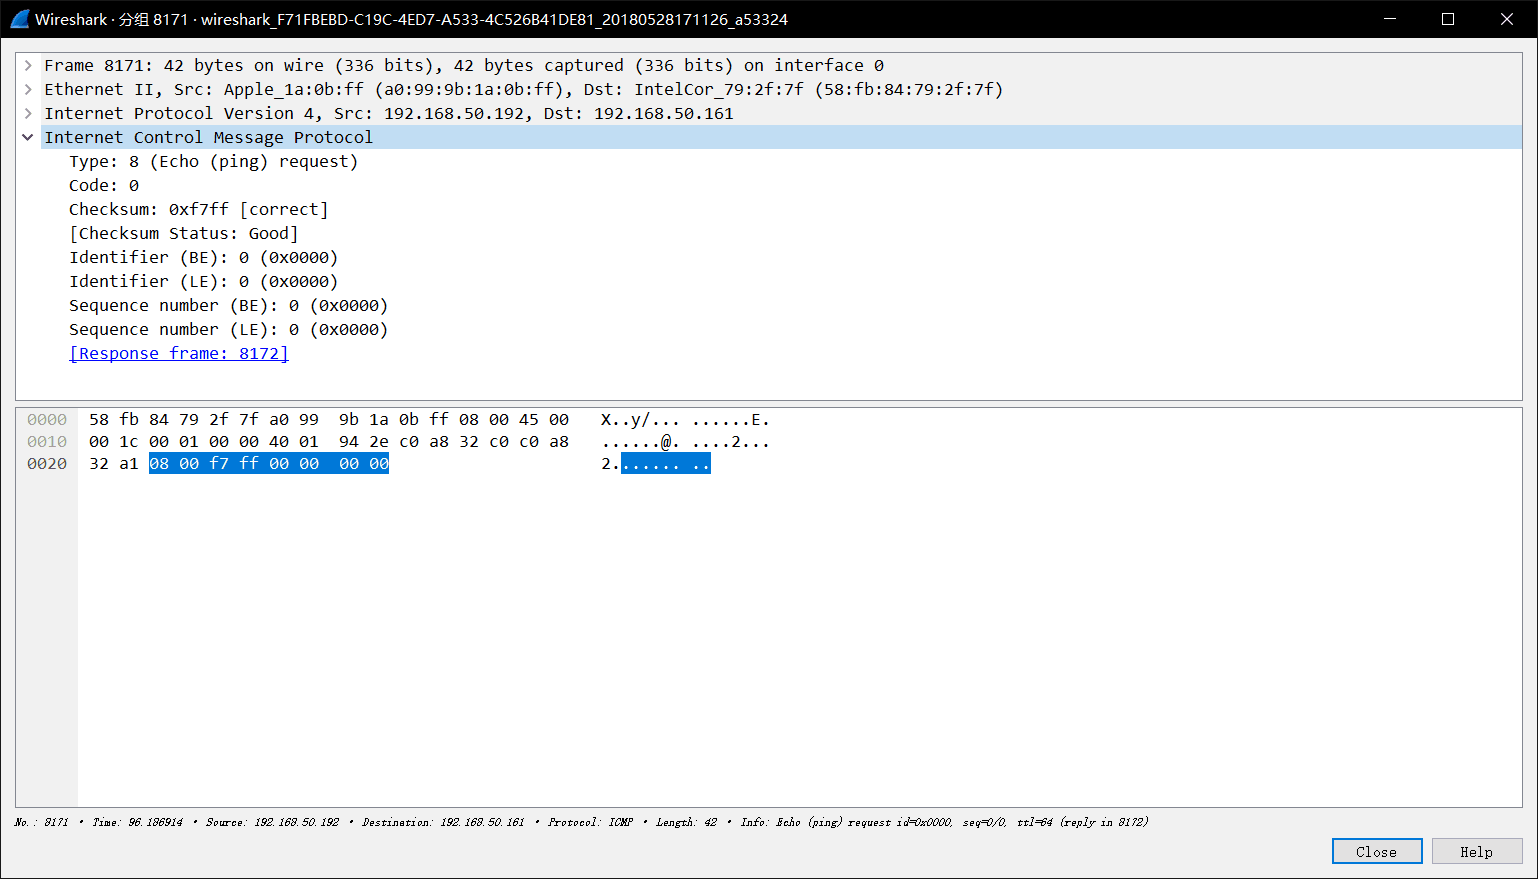 Wireshark · 分组 8171 · wireshark_F71FBEBD-C19C-4ED7-A533-4C526B41DE81_20180528171126_a53324
Frame 8171: 42 bytes on wire (336 bits), 42 bytes captured (336 bits) on interface 0
Ethernet II, Src: Apple_1a:0b:ff (a0:99:9b:1a:0b:ff), Dst: IntelCor_79:2f:7f (58:fb:84:79:2f:7f)
Internet Protocol Version 4, Src: 192.168.50.192, Dst: 192.168.50.161
Internet Control Message Protocol
Type: 8 (Echo (ping) request)
Code: 0
Checksum: 0xf7ff [correct]
[Checksum Status: Good]
Identifier (BE): 0 (0x0000)
Identifier (LE): 0 (0x0000)
Sequence number (BE): 0 (0x0000)
Sequence number (LE): 0 (0x0000)
[Response frame: 8172]
0000 58 fb 84 79 2f 7f a0 99 9b 1a 0b ff 08 00 45 00 X..y/... ......E.
0010 00 1c 00 01 00 00 40 01 94 2e c0 a8 32 c0 c0 a8 ......@. ....2...
0020 32 a1 08 00 f7 ff 00 00 00 00 2....... ..
No.: 8171 · Time: 96.186914 · Source: 192.168.50.192 · Destination: 192.168.50.161 · Protocol: ICMP · Length: 42 · Info: Echo (ping) request id=0x0000, seq=0/0, ttl=64 (reply in 8172)
Close Help